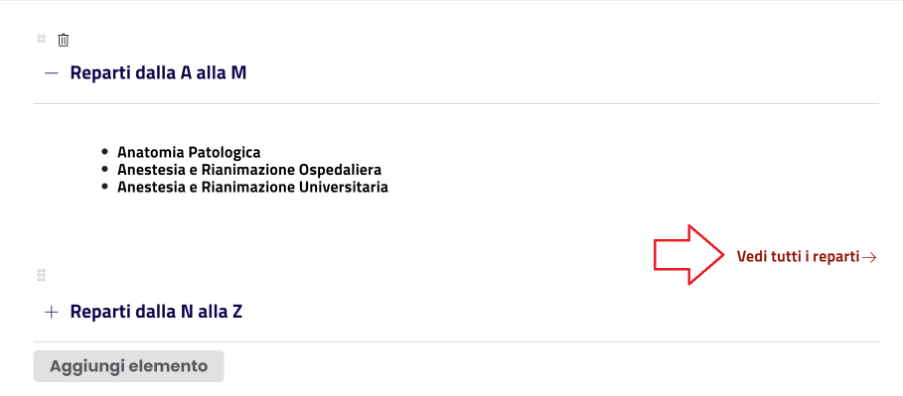 Reparti dalla A alla M
Anatomia Patologica
Anestesia e Rianimazione Ospedaliera
Anestesia e Rianimazione Universitaria
Vedi tutti i reparti
Reparti dalla N alla Z
Aggiungi elemento